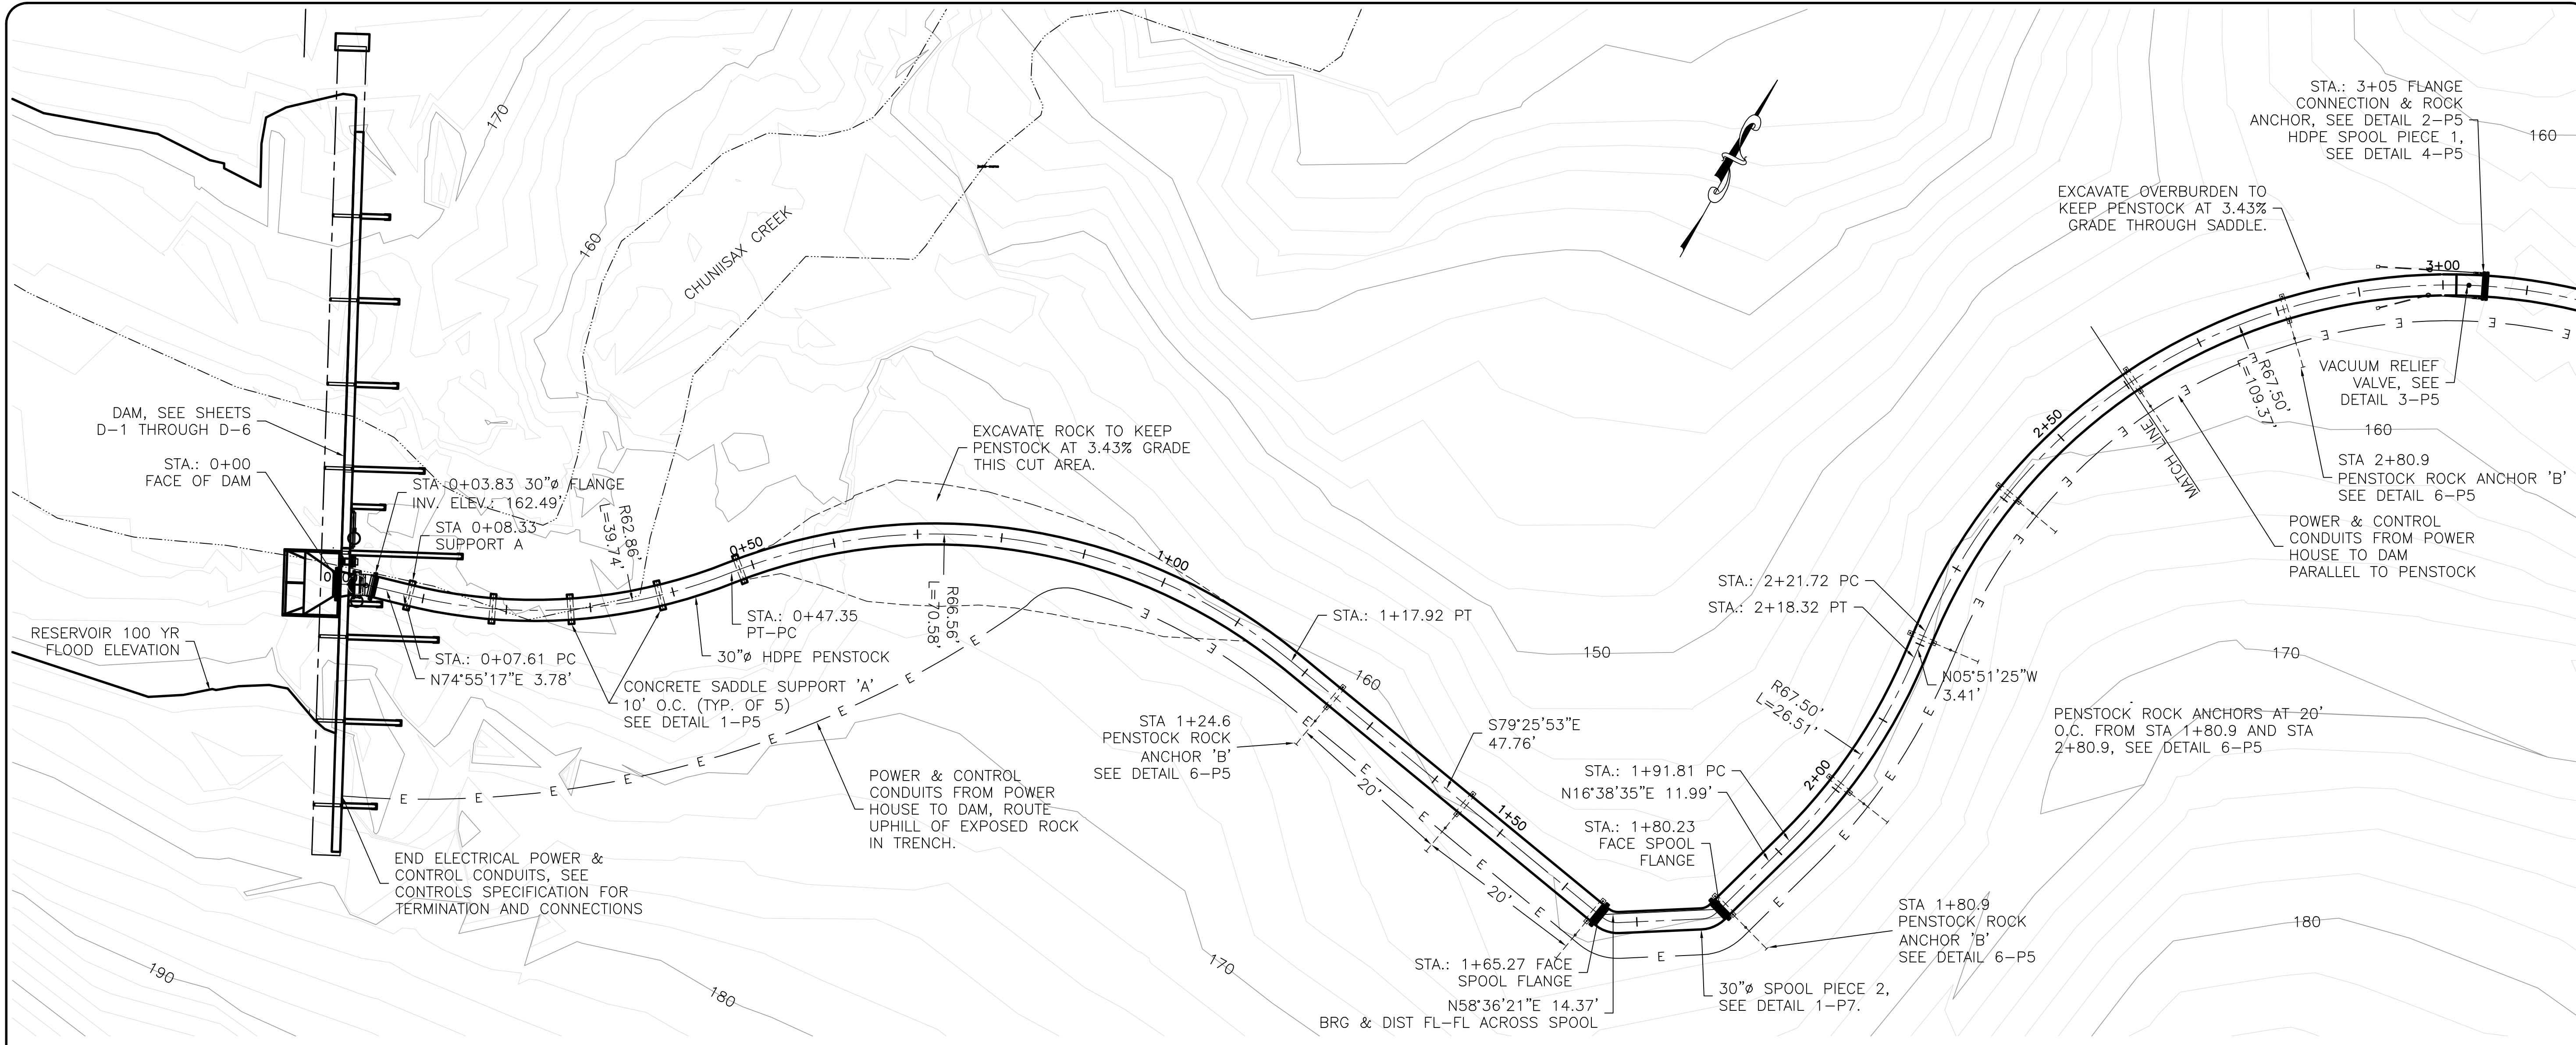 STA.: 3+05 FLANGE
CONNECTION & ROCK
ANCHOR, SEE DETAIL 2-P5
HDPE SPOOL PIECE 1,
SEE DETAIL 4-P5
160
170
EXCAVATE OVERBURDEN TO
KEEP PENSTOCK AT 3.43%
GRADE THROUGH SADDLE.
160
CHUNIISAX CREEK
3+00
VACUUM RELIEF
VALVE, SEE
DETAIL 3-P5
R67.50'
L=109.37'
DAM, SEE SHEETS
D-1 THROUGH D-6
STA.: 0+00
FACE OF DAM
EXCAVATE ROCK TO KEEP
PENSTOCK AT 3.43% GRADE
THIS CUT AREA.
2+50
MATCH LINE
160
STA 2+80.9
PENSTOCK ROCK ANCHOR 'B'
SEE DETAIL 6-P5
STA 0+03.83 30"ø FLANGE
INV. ELEV.: 162.49'
STA 0+08.33
SUPPORT A
R62.86'
L=39.74'
0+50
1+00
POWER & CONTROL
CONDUITS FROM POWER
HOUSE TO DAM
PARALLEL TO PENSTOCK
R66.56'
L=70.58'
STA.: 2+21.72 PC
STA.: 2+18.32 PT
STA.: 0+47.35
PT-PC
STA.: 1+17.92 PT
RESERVOIR 100 YR
FLOOD ELEVATION
STA.: 0+07.61 PC
N74°55'17"E 3.78'
30"ø HDPE PENSTOCK
CONCRETE SADDLE SUPPORT 'A'
10' O.C. (TYP. OF 5)
SEE DETAIL 1-P5
150
160
170
N05°51'25"W
3.41'
R67.50'
L=26.51'
STA 1+24.6
PENSTOCK ROCK
ANCHOR 'B'
SEE DETAIL 6-P5
S79°25'53"E
47.76'
PENSTOCK ROCK ANCHORS AT 20'
O.C. FROM STA 1+80.9 AND STA
2+80.9, SEE DETAIL 6-P5
20'
1+50
STA.: 1+91.81 PC
N16°38'35"E 11.99'
2+00
POWER & CONTROL
CONDUITS FROM POWER
HOUSE TO DAM, ROUTE
UPHILL OF EXPOSED ROCK
IN TRENCH.
STA.: 1+80.23
FACE SPOOL
FLANGE
END ELECTRICAL POWER &
CONTROL CONDUITS, SEE
CONTROLS SPECIFICATION FOR
TERMINATION AND CONNECTIONS
20'
STA 1+80.9
PENSTOCK ROCK
ANCHOR 'B'
SEE DETAIL 6-P5
180
190
180
170
STA.: 1+65.27 FACE
SPOOL FLANGE
N58°36'21"E 14.37'
BRG & DIST FL-FL ACROSS SPOOL
30"ø SPOOL PIECE 2,
SEE DETAIL 1-P7.